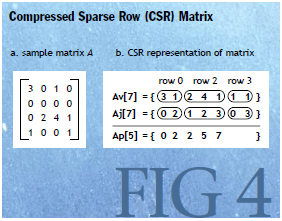 Compressed Sparse Row (CSR) Matrix
a. sample matrix A
b. CSR representation of matrix
3 0 1 0
0 0 0 0
0 2 4 1
1 0 0 1
row 0 row 2 row 3
Av[7] = { 3 1 2 4 1 1 1 }
Aj[7] = { 0 2 1 2 3 0 3 }
Ap[5] = { 0 2 2 5 7 }
FIG 4